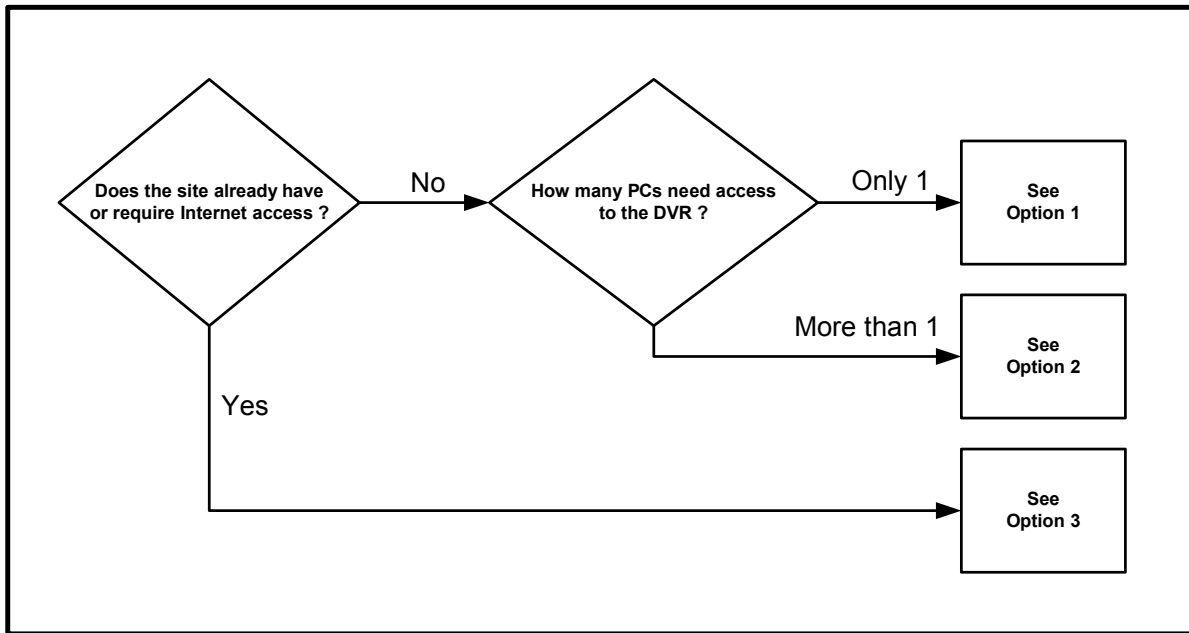 Does the site already have
or require Internet access ?
No
How many PCs need access
to the DVR ?
Only 1
See
Option 1
More than 1
See
Option 2
Yes
See
Option 3